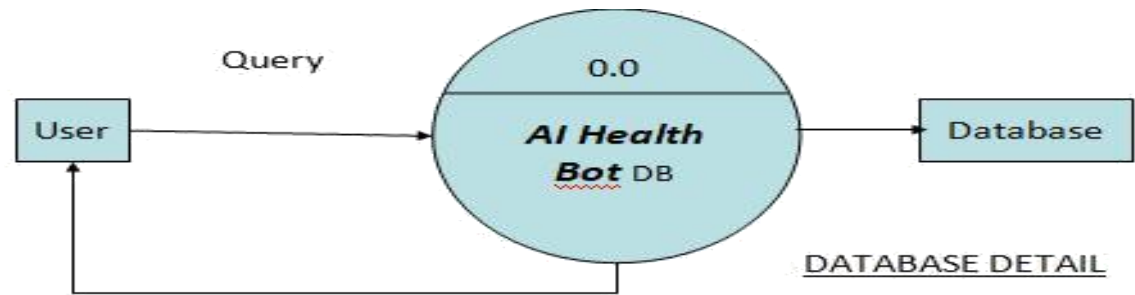 Query
0.0
User
AI Health
Bot DB
Database
DATABASE DETAIL